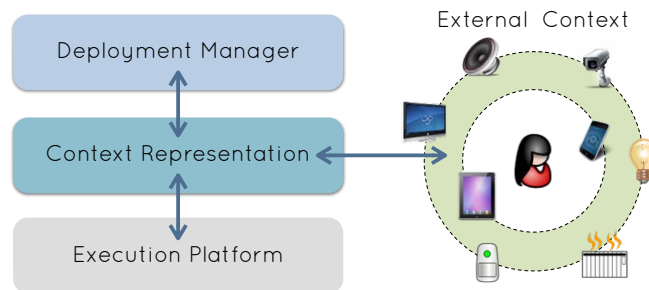 External Context
Deployment Manager
Context Representation
Execution Platform